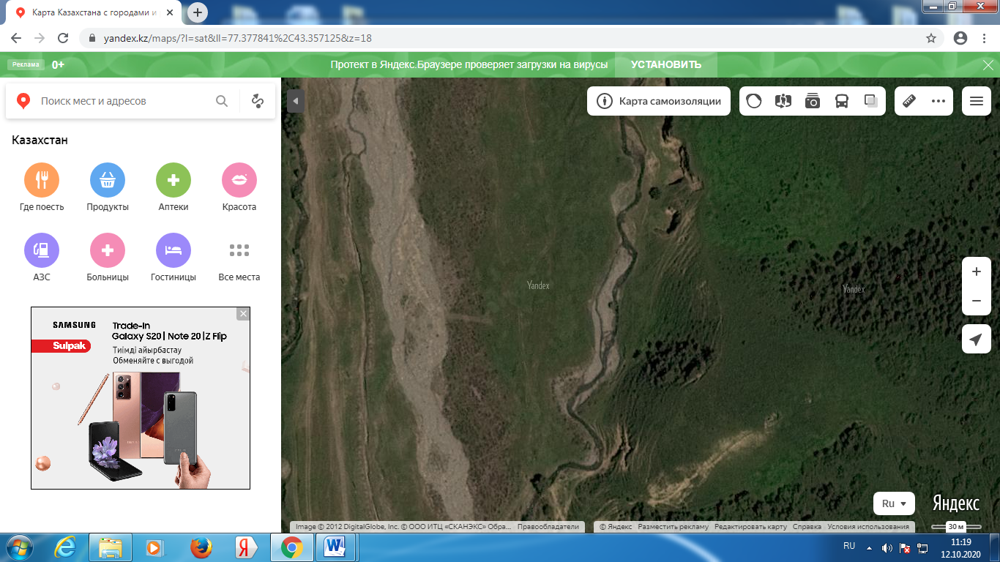 Карта Казахстана с городами и
yandex.kz/maps/?l=sat&ll=77.377841%2C43.357125&z=18
Реклама
0+
Протект в Яндекс.Браузере проверяет загрузки на вирусы
УСТАНОВИТЬ
Поиск мест и адресов
Карта самоизоляции
Казахстан
Где поесть
Продукты
Аптеки
Красота
АЗС
Больницы
Гостиницы
Все места
Yandex
Yandex
SAMSUNG
Sulpak
Trade-In
Galaxy S20 | Note 20 | Z Flip
Тиімді айырбастау
Обменяйте с выгодой
Ru
Яндекс
Image © 2012 DigitalGlobe, Inc. © ООО ИТЦ «СКАНЭКС» Обра...
Правообладатели
© Яндекс
Разместить рекламу
Редактировать карту
Справка
Условия использования
30 м
RU
11:19
12.10.2020